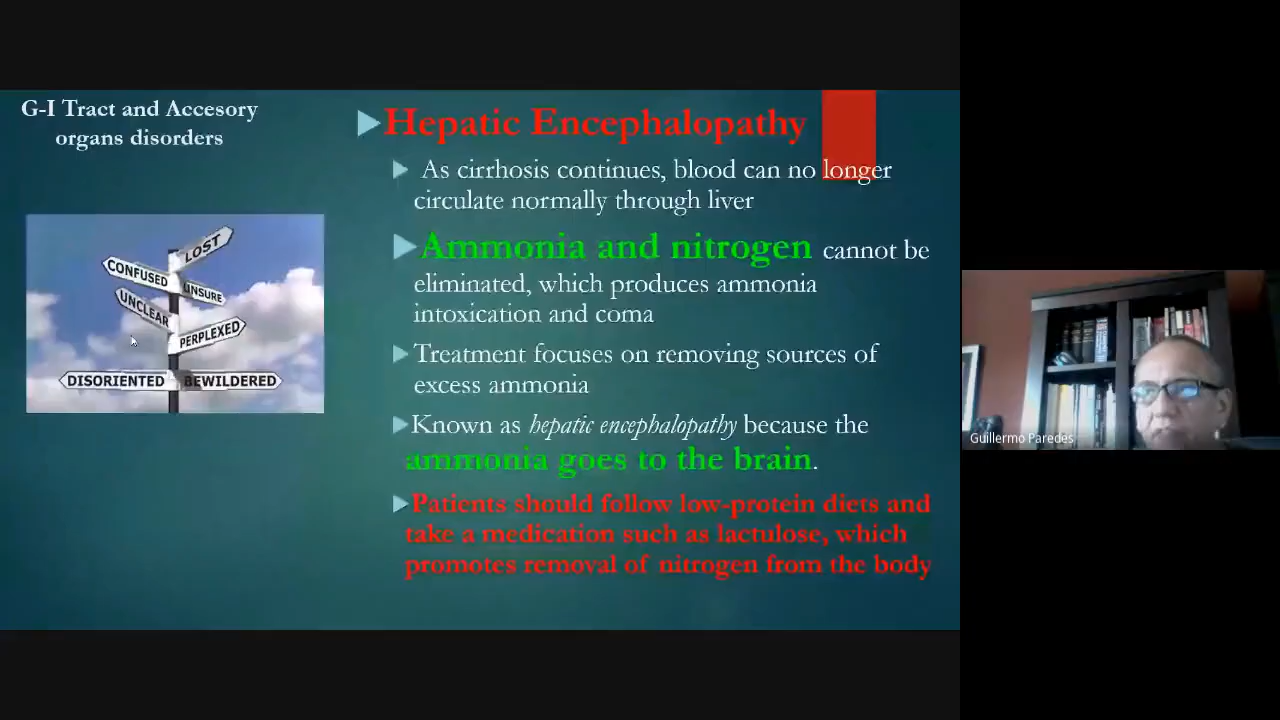 G-I Tract and Accesory
organs disorders
LOST
CONFUSED
UNSURE
UNCLEAR
PERPLEXED
DISORIENTED
BEWILDERED
Hepatic Encephalopathy
As cirrhosis continues, blood can no longer
circulate normally through liver
Ammonia and nitrogen cannot be
eliminated, which produces ammonia
intoxication and coma
Treatment focuses on removing sources of
excess ammonia
Known as hepatic encephalopathy because the
ammonia goes to the brain.
Patients should follow low-protein diets and
take a medication such as lactulose, which
promotes removal of nitrogen from the body
Guillermo Paredes